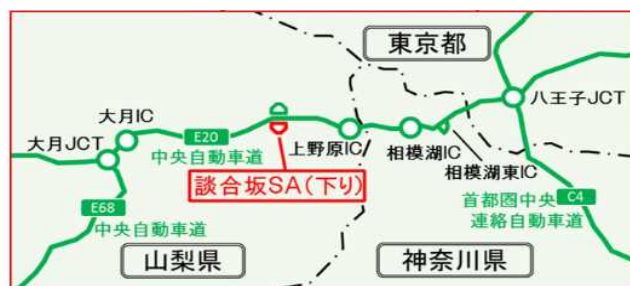 東京都
八王子JCT
大月IC
大月JCT
E20
中央自動車道
上野原IC
相模湖IC
相模湖東IC
談合坂SA(下り)
首都圏中央
連絡自動車道
C4
E68
中央自動車道
山梨県
神奈川県